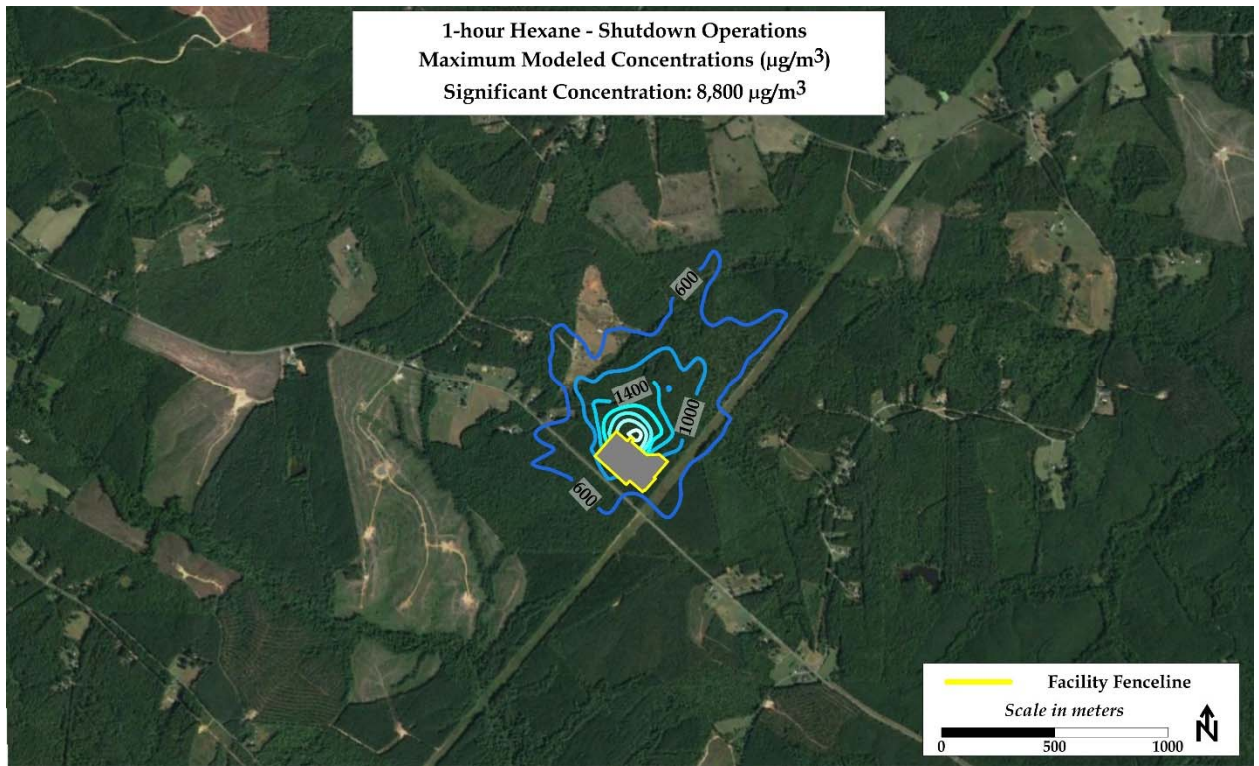 1-hour Hexane - Shutdown Operations
Maximum Modeled Concentrations (µg/m³)
Significant Concentration: 8,800 µg/m³
600
1400
1000
600
Facility Fenceline
Scale in meters
N
0 500 1000